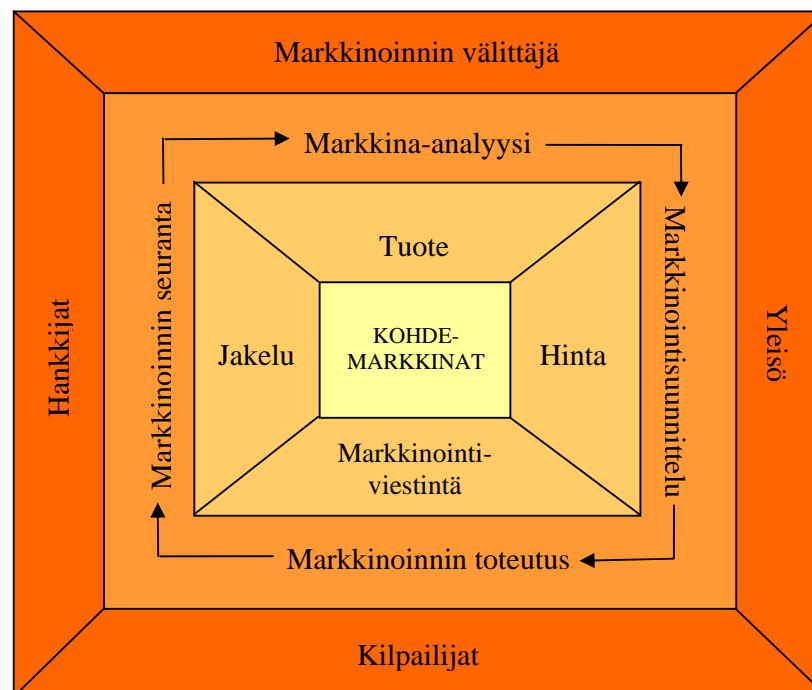 Markkinoinnin välittäjä
Markkina-analyysi
Markkinoinnin seuranta
Markkinointisuunnittelu
Tuote
Hankkijat
Jakelu
KOHDE-
MARKKINAT
Hinta
Yleisö
Markkinointi-
viestintä
Markkinoinnin toteutus
Kilpailijat